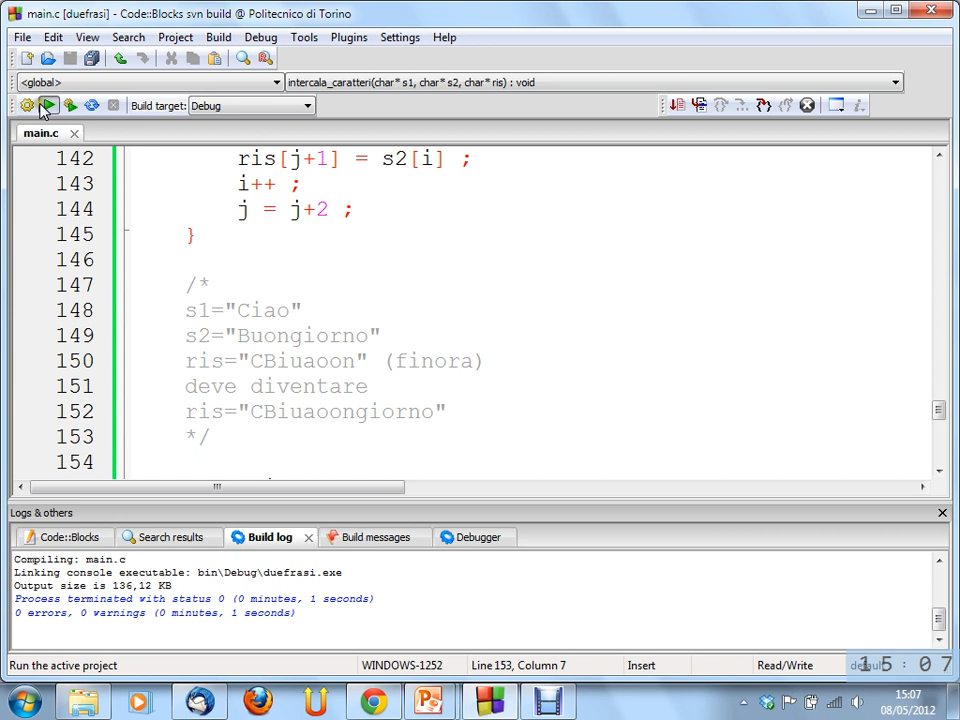 main.c [duefrasi] - Code::Blocks svn build @ Politecnico di Torino
File Edit View Search Project Build Debug Tools Plugins Settings Help
<global> intercala_caratteri(char* s1, char* s2, char* ris) : void
Build target: Debug
main.c
142 ris[j+1] = s2[i] ;
143 i++ ;
144 j = j+2 ;
145 }
146
147 /*
148 s1="Ciao"
149 s2="Buongiorno"
150 ris="CBiuaoon" (finora)
151 deve diventare
152 ris="CBiuaoongiorno"
153 */
154
Logs & others
Code::Blocks Search results Build log Build messages Debugger
Compiling: main.c
Linking console executable: bin\Debug\duefrasi.exe
Output size is 136,12 KB
Process terminated with status 0 (0 minutes, 1 seconds)
0 errors, 0 warnings (0 minutes, 1 seconds)
Run the active project WINDOWS-1252 Line 153, Column 7 Insert Read/Write default
15:07
15:07
08/05/2012